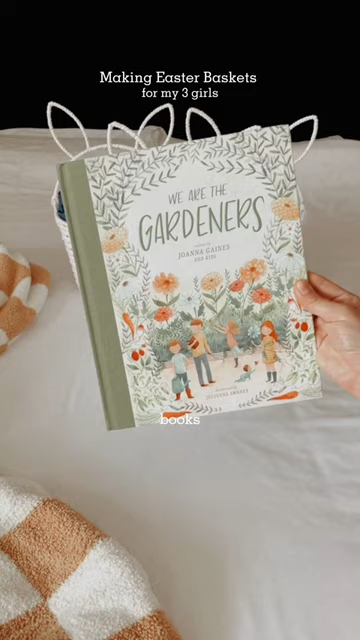 Making Easter Baskets
for my 3 girls
WE ARE THE
GARDENERS
JOANNA GAINES
AND KIDS
books